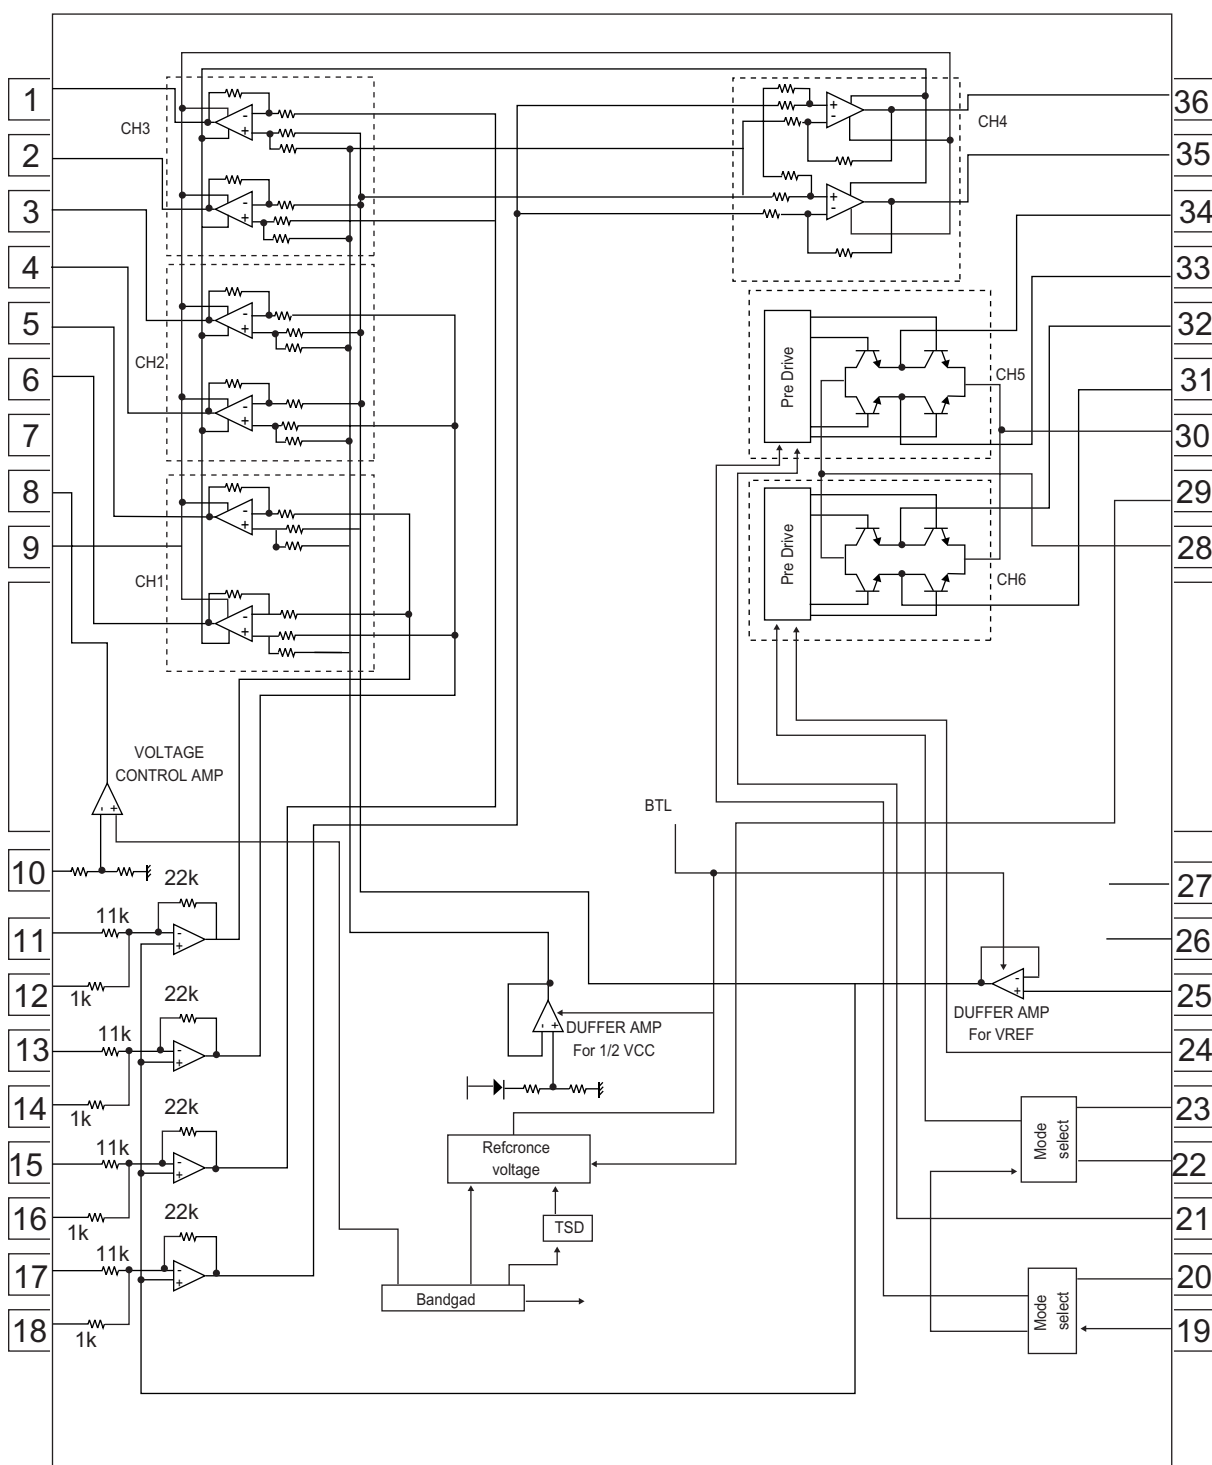 1
2
3
4
5
6
7
8
9
10
11
12
13
14
15
16
17
18
CH3
CH2
CH1
- +
- +
- +
- +
- +
- +
VOLTAGE
CONTROL AMP
- +
11k
22k
1k
- +
11k
22k
1k
- +
11k
22k
1k
- +
11k
22k
1k
- +
+ -
+ -
CH4
Pre Drive
CH5
Pre Drive
CH6
BTL
- +
DUFFER AMP
For 1/2 VCC
- +
DUFFER AMP
For VREF
Refcronce
voltage
TSD
Bandgad
Mode
select
Mode
select
36
35
34
33
32
31
30
29
28
27
26
25
24
23
22
21
20
19